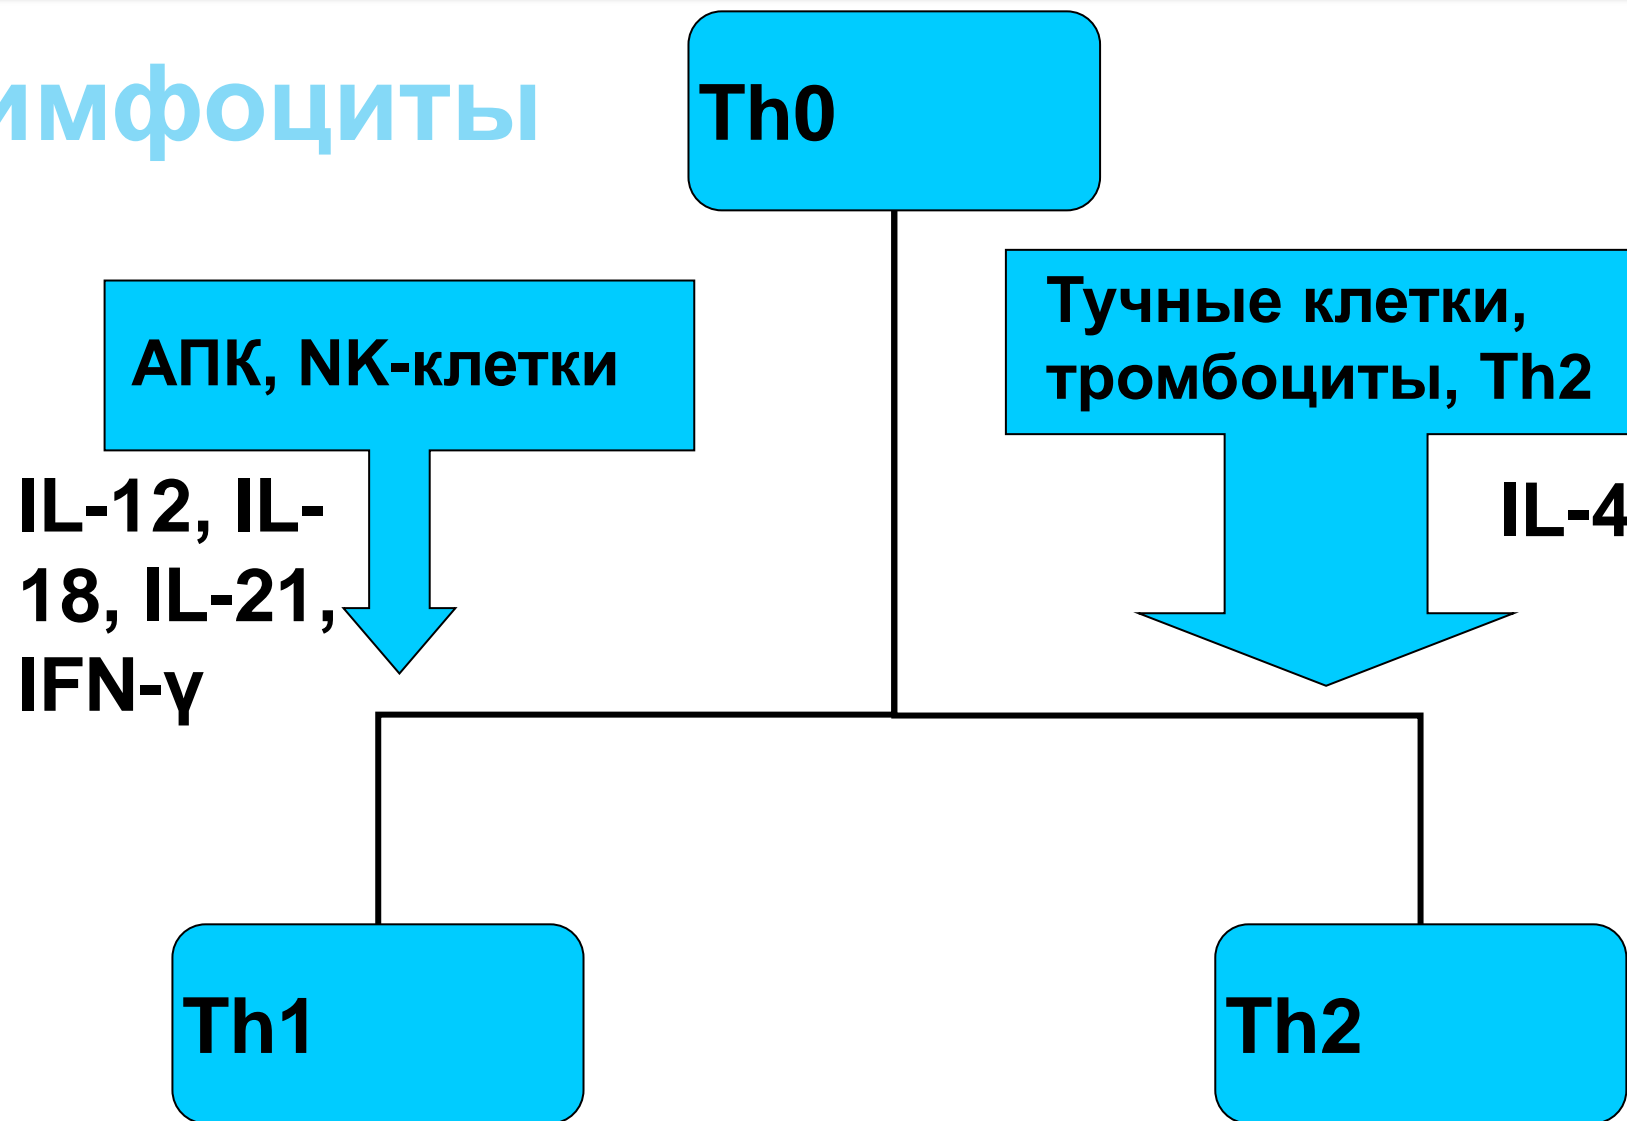 имфоциты
Th0
АПК, NK-клетки
Тучные клетки,
тромбоциты, Th2
IL-12, IL-
18, IL-21,
IFN-γ
IL-4
Th1
Th2